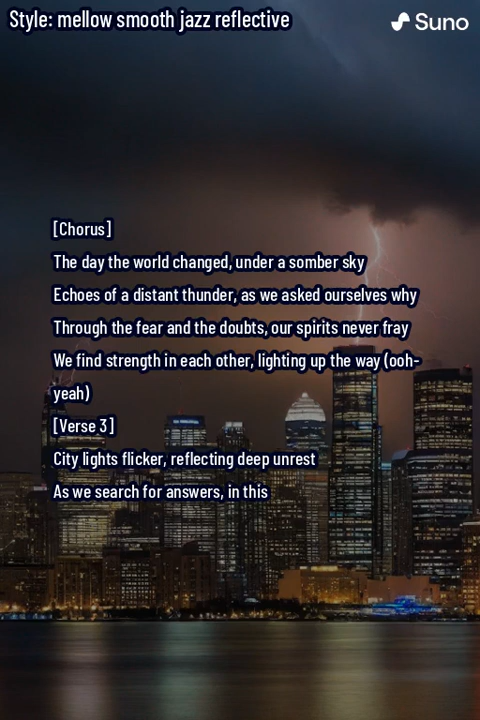 Style: mellow smooth jazz reflective
Suno
[Chorus]
The day the world changed, under a somber sky
Echoes of a distant thunder, as we asked ourselves why
Through the fear and the doubts, our spirits never fray
We find strength in each other, lighting up the way (ooh-
yeah)
[Verse 3]
City lights flicker, reflecting deep unrest
As we search for answers, in this